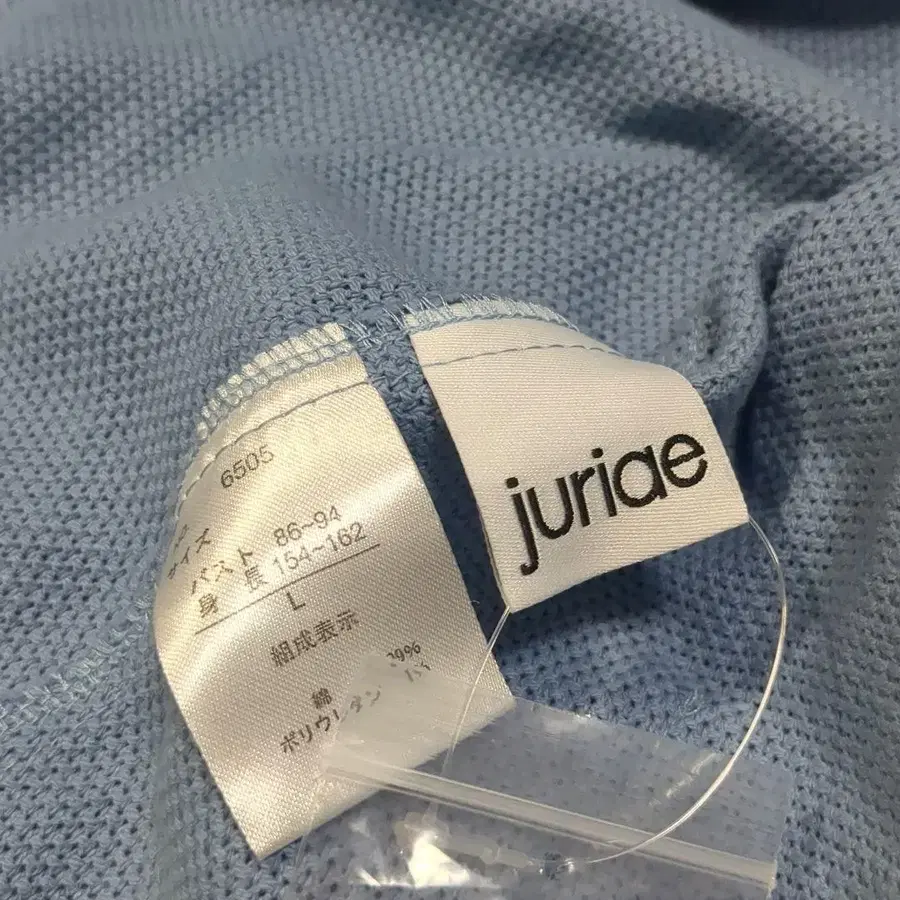 6505
サイズ
バスト 86~94
身 長 154~162
L
組成表示
綿 99%
ポリウレタン
juriae